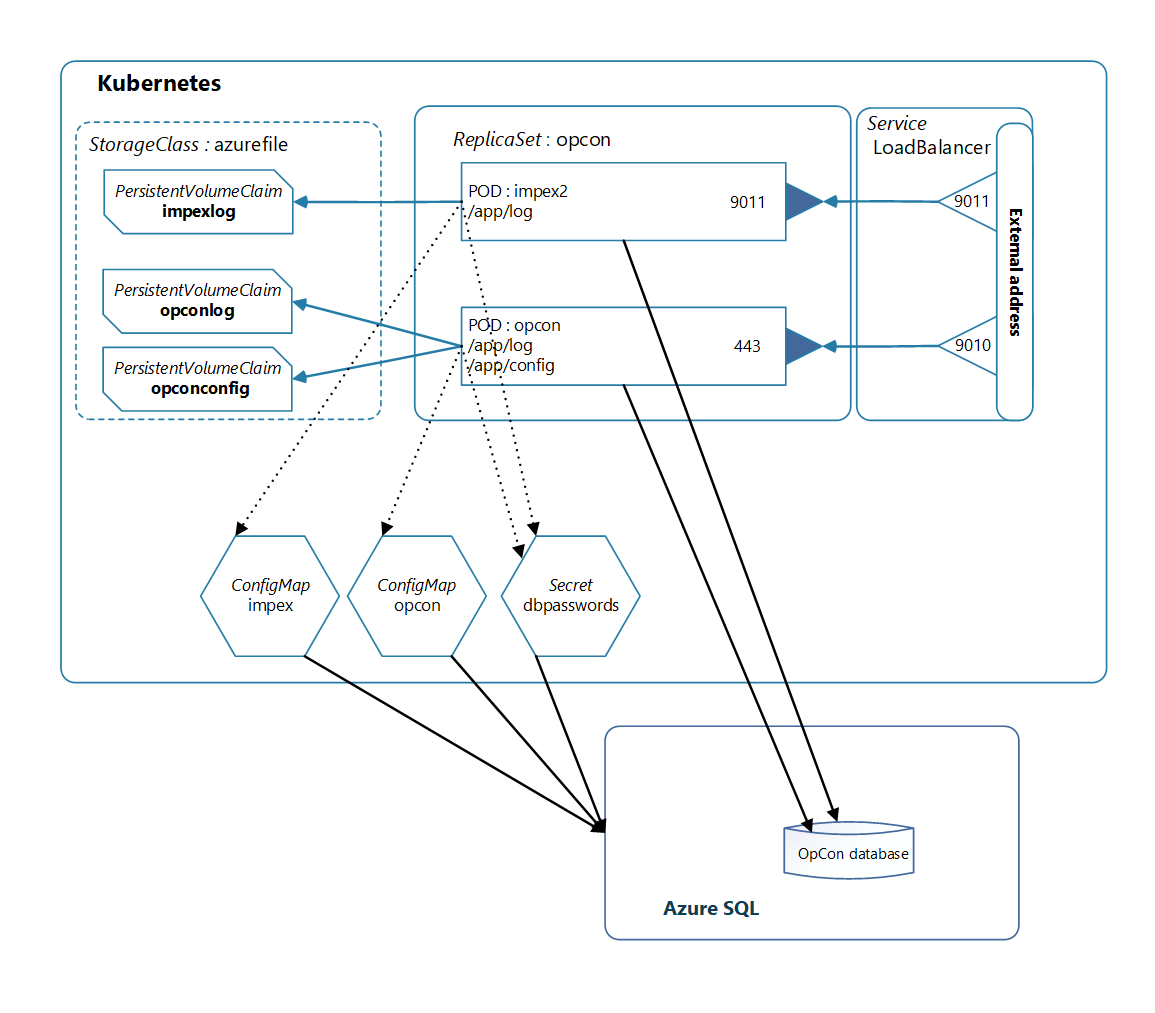 Kubernetes
StorageClass : azurefile
PersistentVolumeClaim
impexlog
PersistentVolumeClaim
opconlog
PersistentVolumeClaim
opconconfig
ReplicaSet : opcon
POD : impex2
/app/log
9011
POD : opcon
/app/log
/app/config
443
Service
LoadBalancer
9011
9010
External address
ConfigMap
impex
ConfigMap
opcon
Secret
dbpasswords
OpCon database
Azure SQL